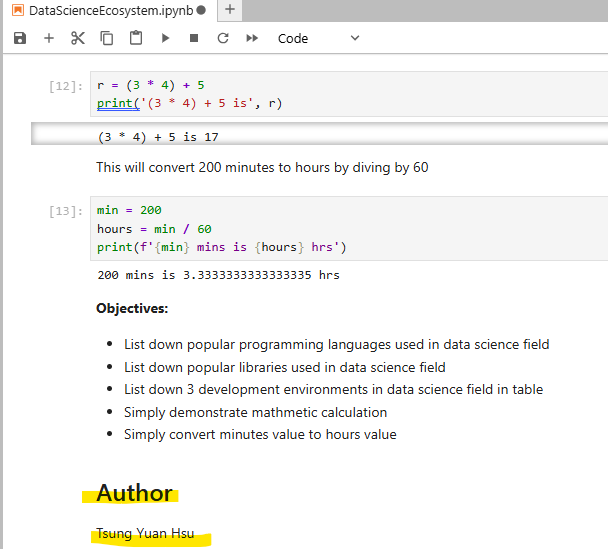 DataScienceEcosystem.ipynb
Code
[12]: r = (3 * 4) + 5
print('(3 * 4) + 5 is', r)
(3 * 4) + 5 is 17
This will convert 200 minutes to hours by diving by 60
[13]: min = 200
hours = min / 60
print(f'{min} mins is {hours} hrs')
200 mins is 3.3333333333333335 hrs
Objectives:
• List down popular programming languages used in data science field
• List down popular libraries used in data science field
• List down 3 development environments in data science field in table
• Simply demonstrate mathmetic calculation
• Simply convert minutes value to hours value
Author
Tsung Yuan Hsu